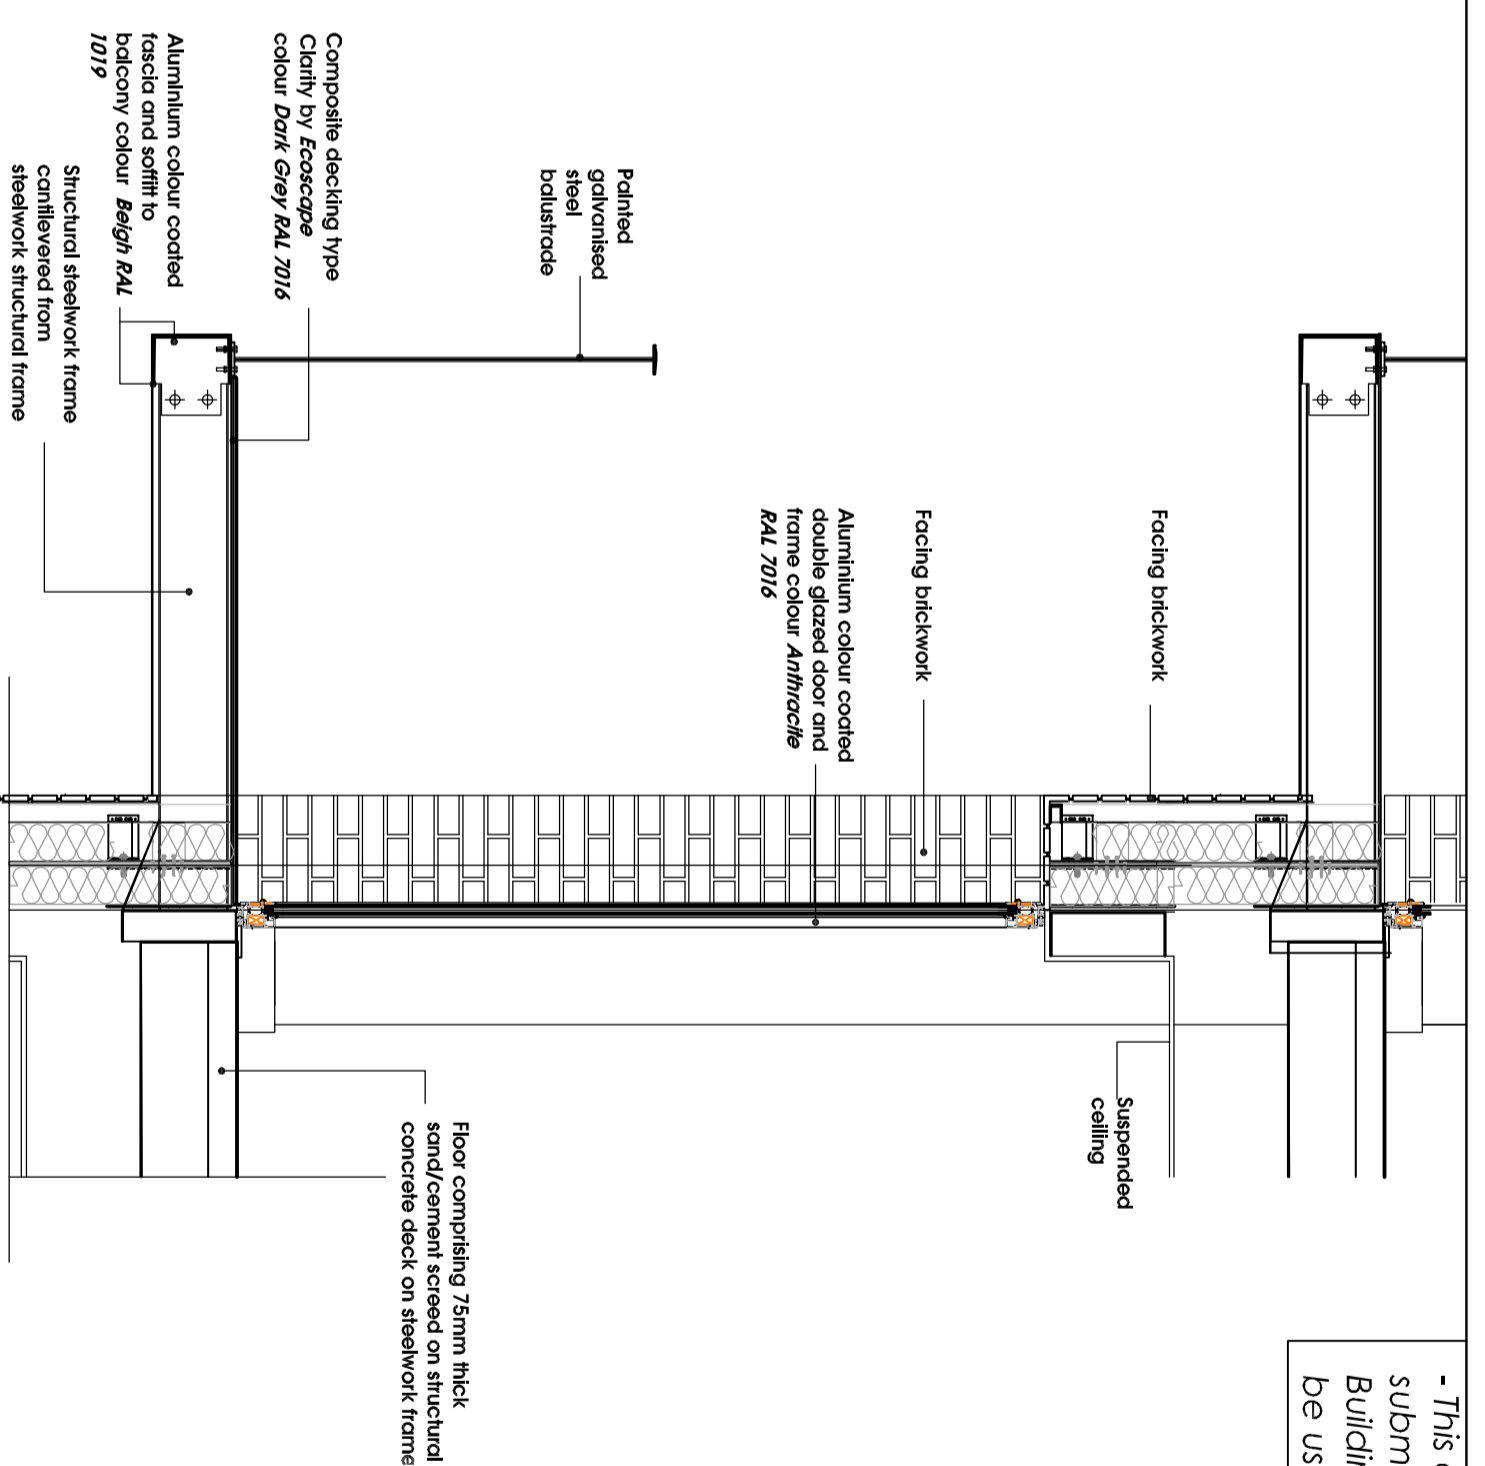 - This
subm
Buildin
be us
Facing brickwork
Suspended
ceiling
Facing brickwork
Aluminium colour coated
double glazed door and
frame colour Anthracite
RAL 7016
Painted
galvanised
steel
balustrade
Floor comprising 75mm thick
sand/cement screed on structural
concrete deck on steelwork frame
Composite decking type
Clarity by Ecoscape
colour Dark Grey RAL 7016
Aluminium colour coated
fascia and soffitt to
balcony colour Beigh RAL
1019
Structural steelwork frame
cantilevered from
steelwork structural frame